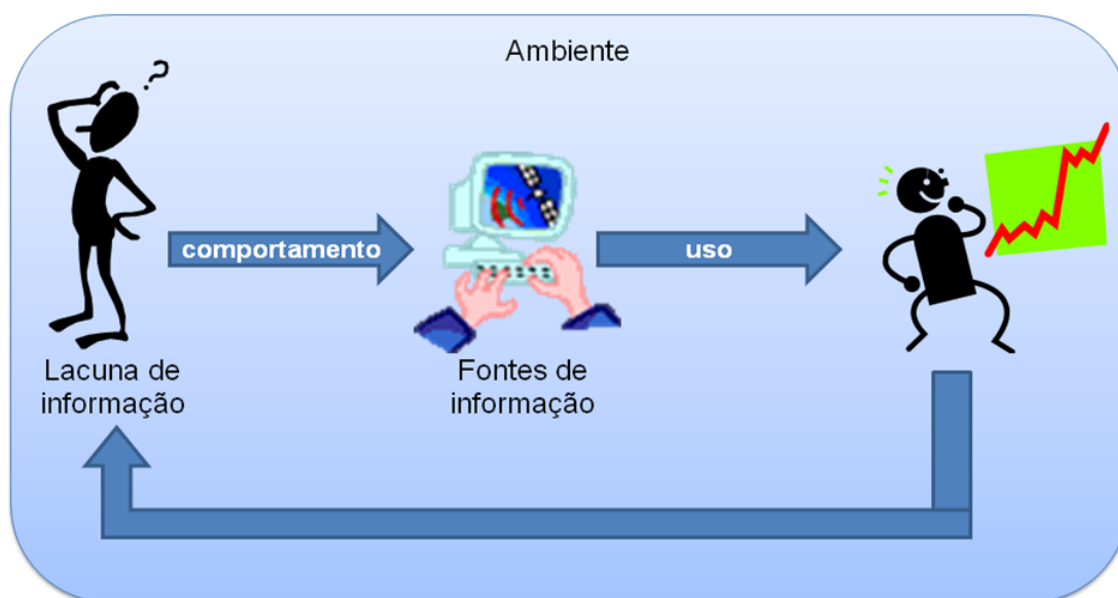 Ambiente
?
comportamento
uso
Lacuna de
informação
Fontes de
informação